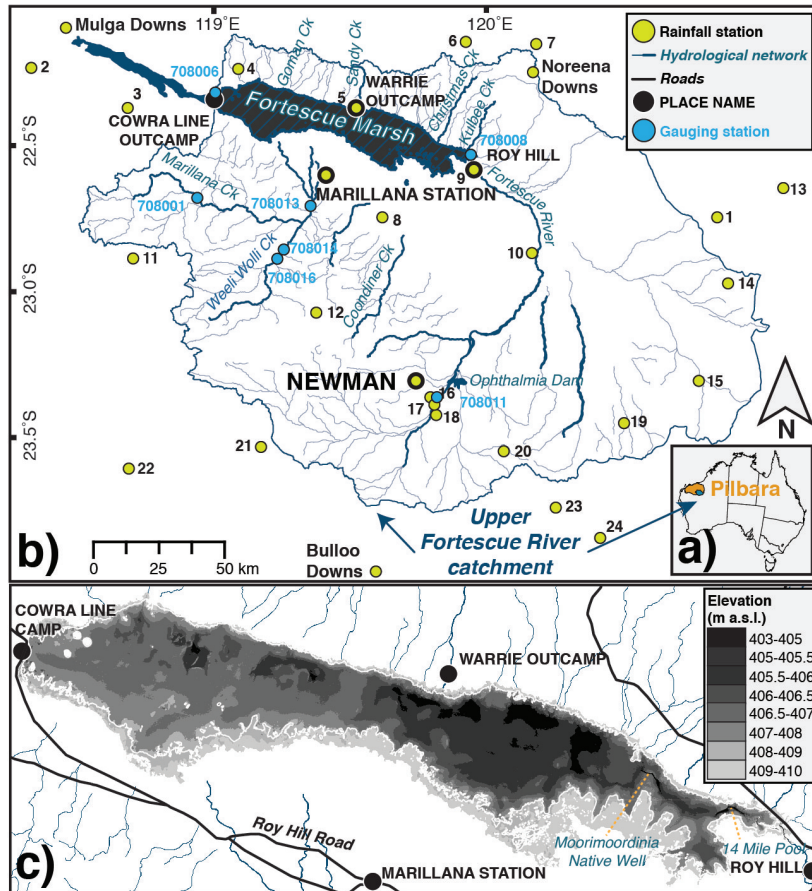 119°E
120°O
Mulga Downs
6
7
2
4
Goman Ck
Sandy Ck
Christmas Ck
Kulbee Ck
Noreena
Downs
708006
3
5
WARRIE
OUTCAMP
COWRA LINE
OUTCAMP
Fortescue Marsh
708008
ROY HILL
9
22.5°S
Marillana Ck
MARILLANA STATION
Fortescue
River
13
708001
708013
8
1
10
11
Weeli Wolli Ck
708014
708016
Coondiner Ck
14
23.0°S
12
NEWMAN
Ophthalmia Dam
15
16
708011
17
18
19
N
23.5°S
21
20
22
23
24
Rainfall station
Hydrological network
Roads
PLACE NAME
Gauging station
Pilbara
a)
Upper
Fortescue River
catchment
b)
0
25
50 km
Bulloo
Downs
COWRA LINE
CAMP
WARRIE OUTCAMP
Elevation
(m a.s.l.)
403-405
405-405.5
405.5-406
406-406.5
406.5-407
407-408
408-409
409-410
Roy Hill Road
Moorimoordinia
Native Well
14 Mile Pool
ROY HILL
MARILLANA STATION
c)